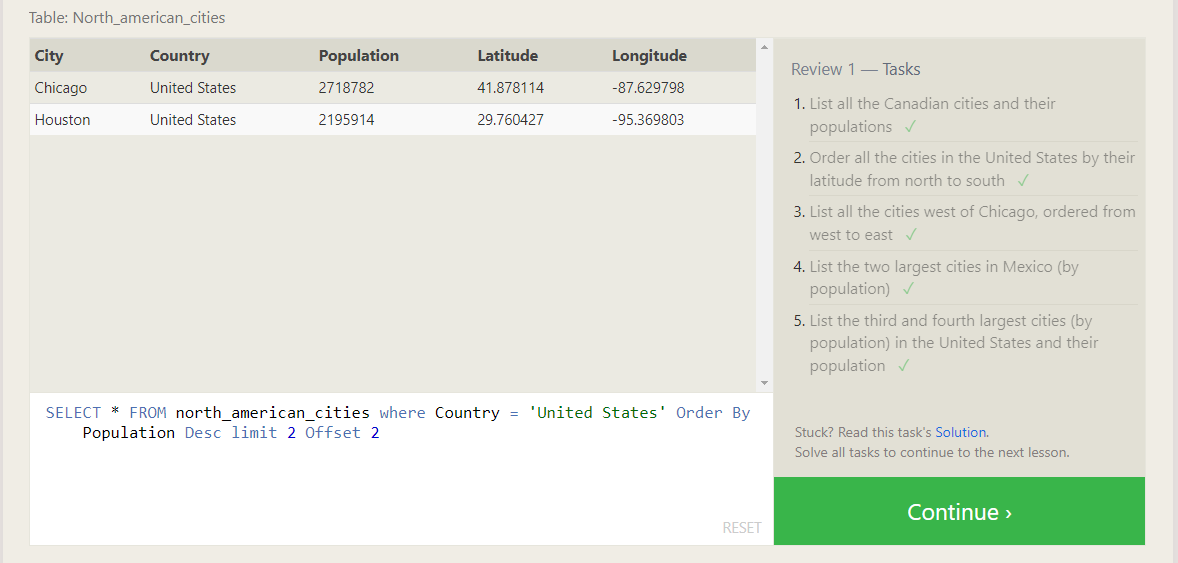 Table: North_american_cities
City Country Population Latitude Longitude
Chicago United States 2718782 41.878114 -87.629798
Houston United States 2195914 29.760427 -95.369803
SELECT * FROM north_american_cities where Country = 'United States' Order By
Population Desc limit 2 Offset 2
RESET
Review 1 — Tasks
1. List all the Canadian cities and their
populations ✓
2. Order all the cities in the United States by their
latitude from north to south ✓
3. List all the cities west of Chicago, ordered from
west to east ✓
4. List the two largest cities in Mexico (by
population) ✓
5. List the third and fourth largest cities (by
population) in the United States and their
population ✓
Stuck? Read this task's Solution.
Solve all tasks to continue to the next lesson.
Continue ›